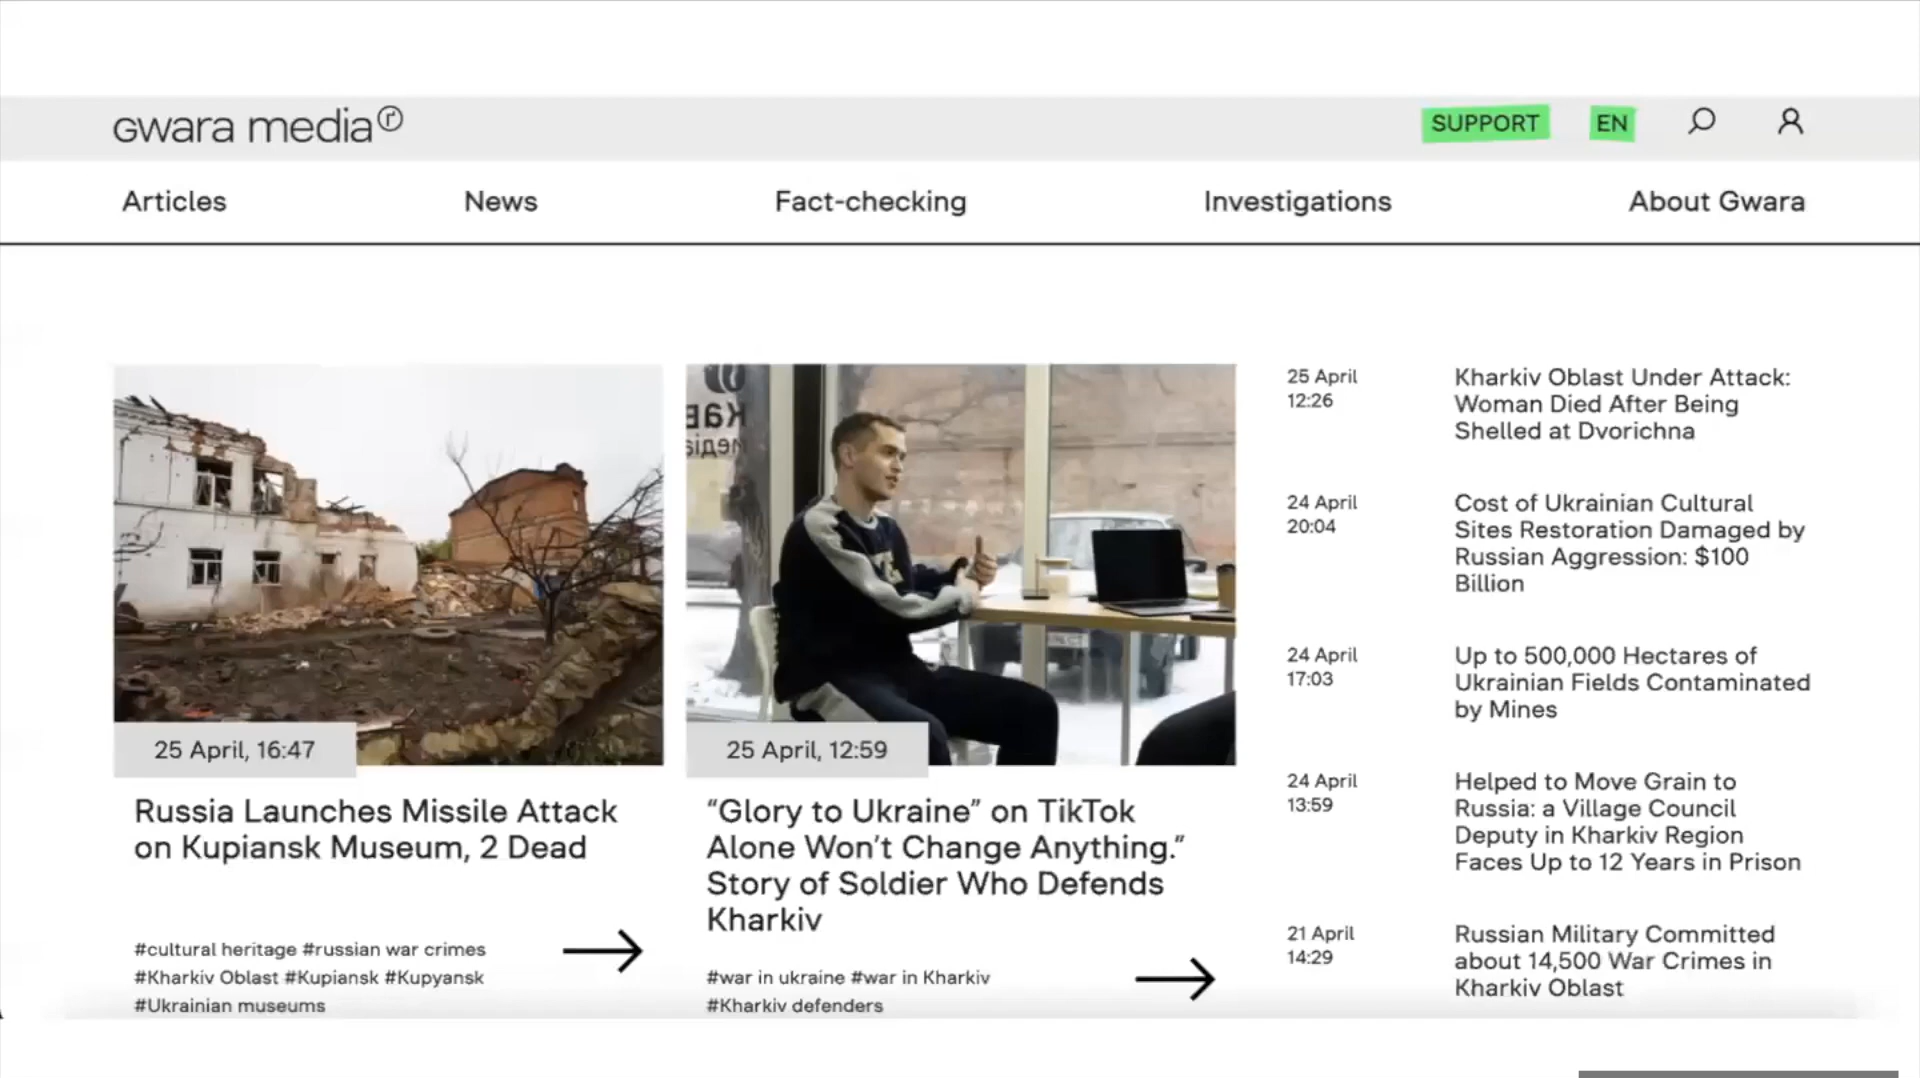 Gwara media
SUPPORT
EN
Articles
News
Fact-checking
Investigations
About Gwara
25 April, 16:47
Russia Launches Missile Attack
on Kupiansk Museum, 2 Dead
#cultural heritage #russian war crimes
#Kharkiv Oblast #Kupiansk #Kupyansk
#Ukrainian museums
25 April, 12:59
“Glory to Ukraine” on TikTok
Alone Won’t Change Anything.”
Story of Soldier Who Defends
Kharkiv
#war in ukraine #war in Kharkiv
#Kharkiv defenders
25 April
12:26
Kharkiv Oblast Under Attack:
Woman Died After Being
Shelled at Dvorichna
24 April
20:04
Cost of Ukrainian Cultural
Sites Restoration Damaged by
Russian Aggression: $100
Billion
24 April
17:03
Up to 500,000 Hectares of
Ukrainian Fields Contaminated
by Mines
24 April
13:59
Helped to Move Grain to
Russia: a Village Council
Deputy in Kharkiv Region
Faces Up to 12 Years in Prison
21 April
14:29
Russian Military Committed
about 14,500 War Crimes in
Kharkiv Oblast